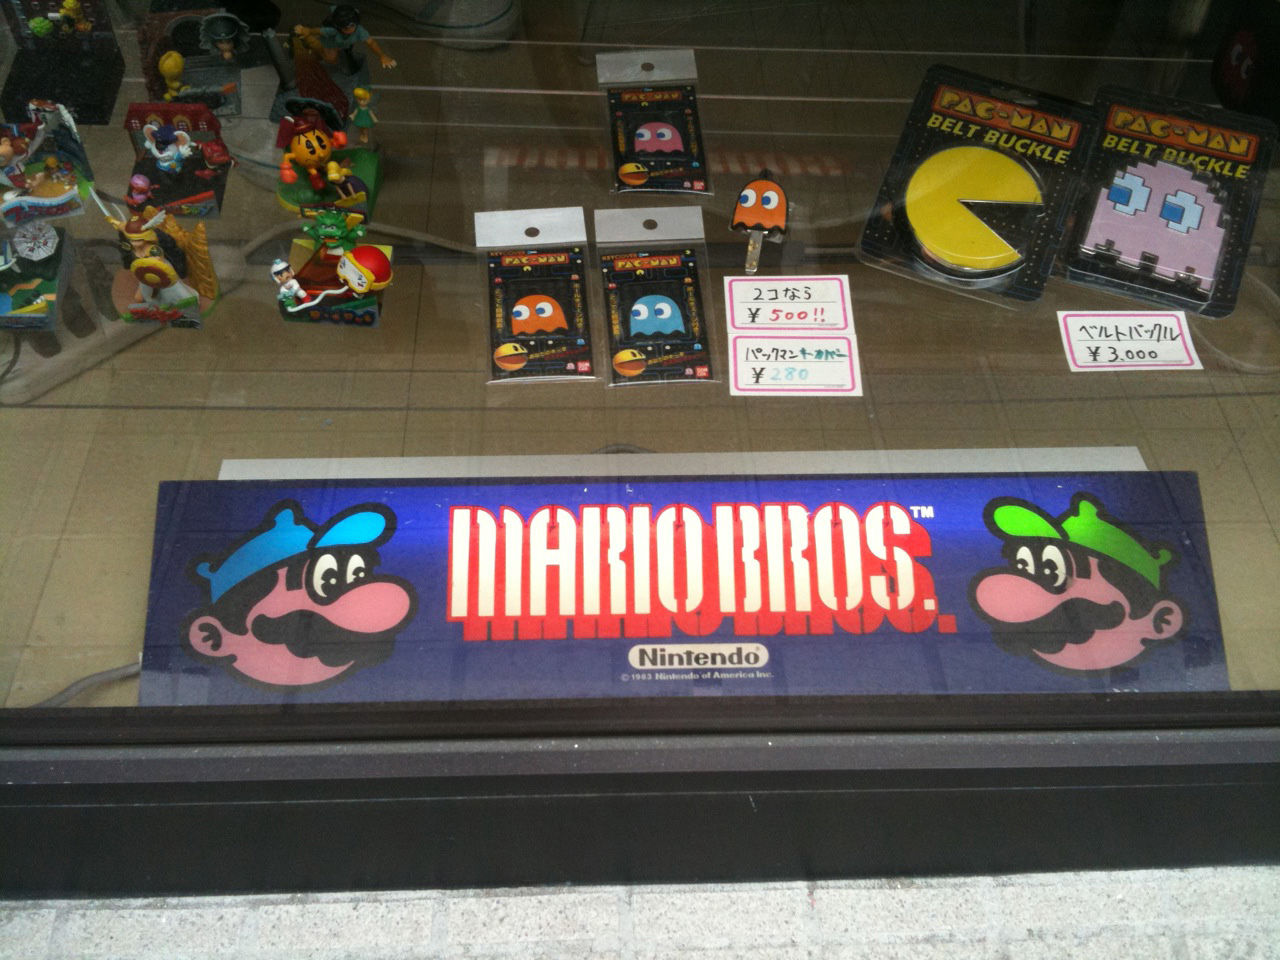 PAC-MAN
PAC-MAN
BELT BUCKLE
PAC-MAN
BELT BUCKLE
PAC-MAN
PAC-MAN
2コなら
¥500!!
パックマンキーカバー
¥280
ベルトバックル
¥3,000
MARIO BROS.™
Nintendo®
©1983 Nintendo of America Inc.